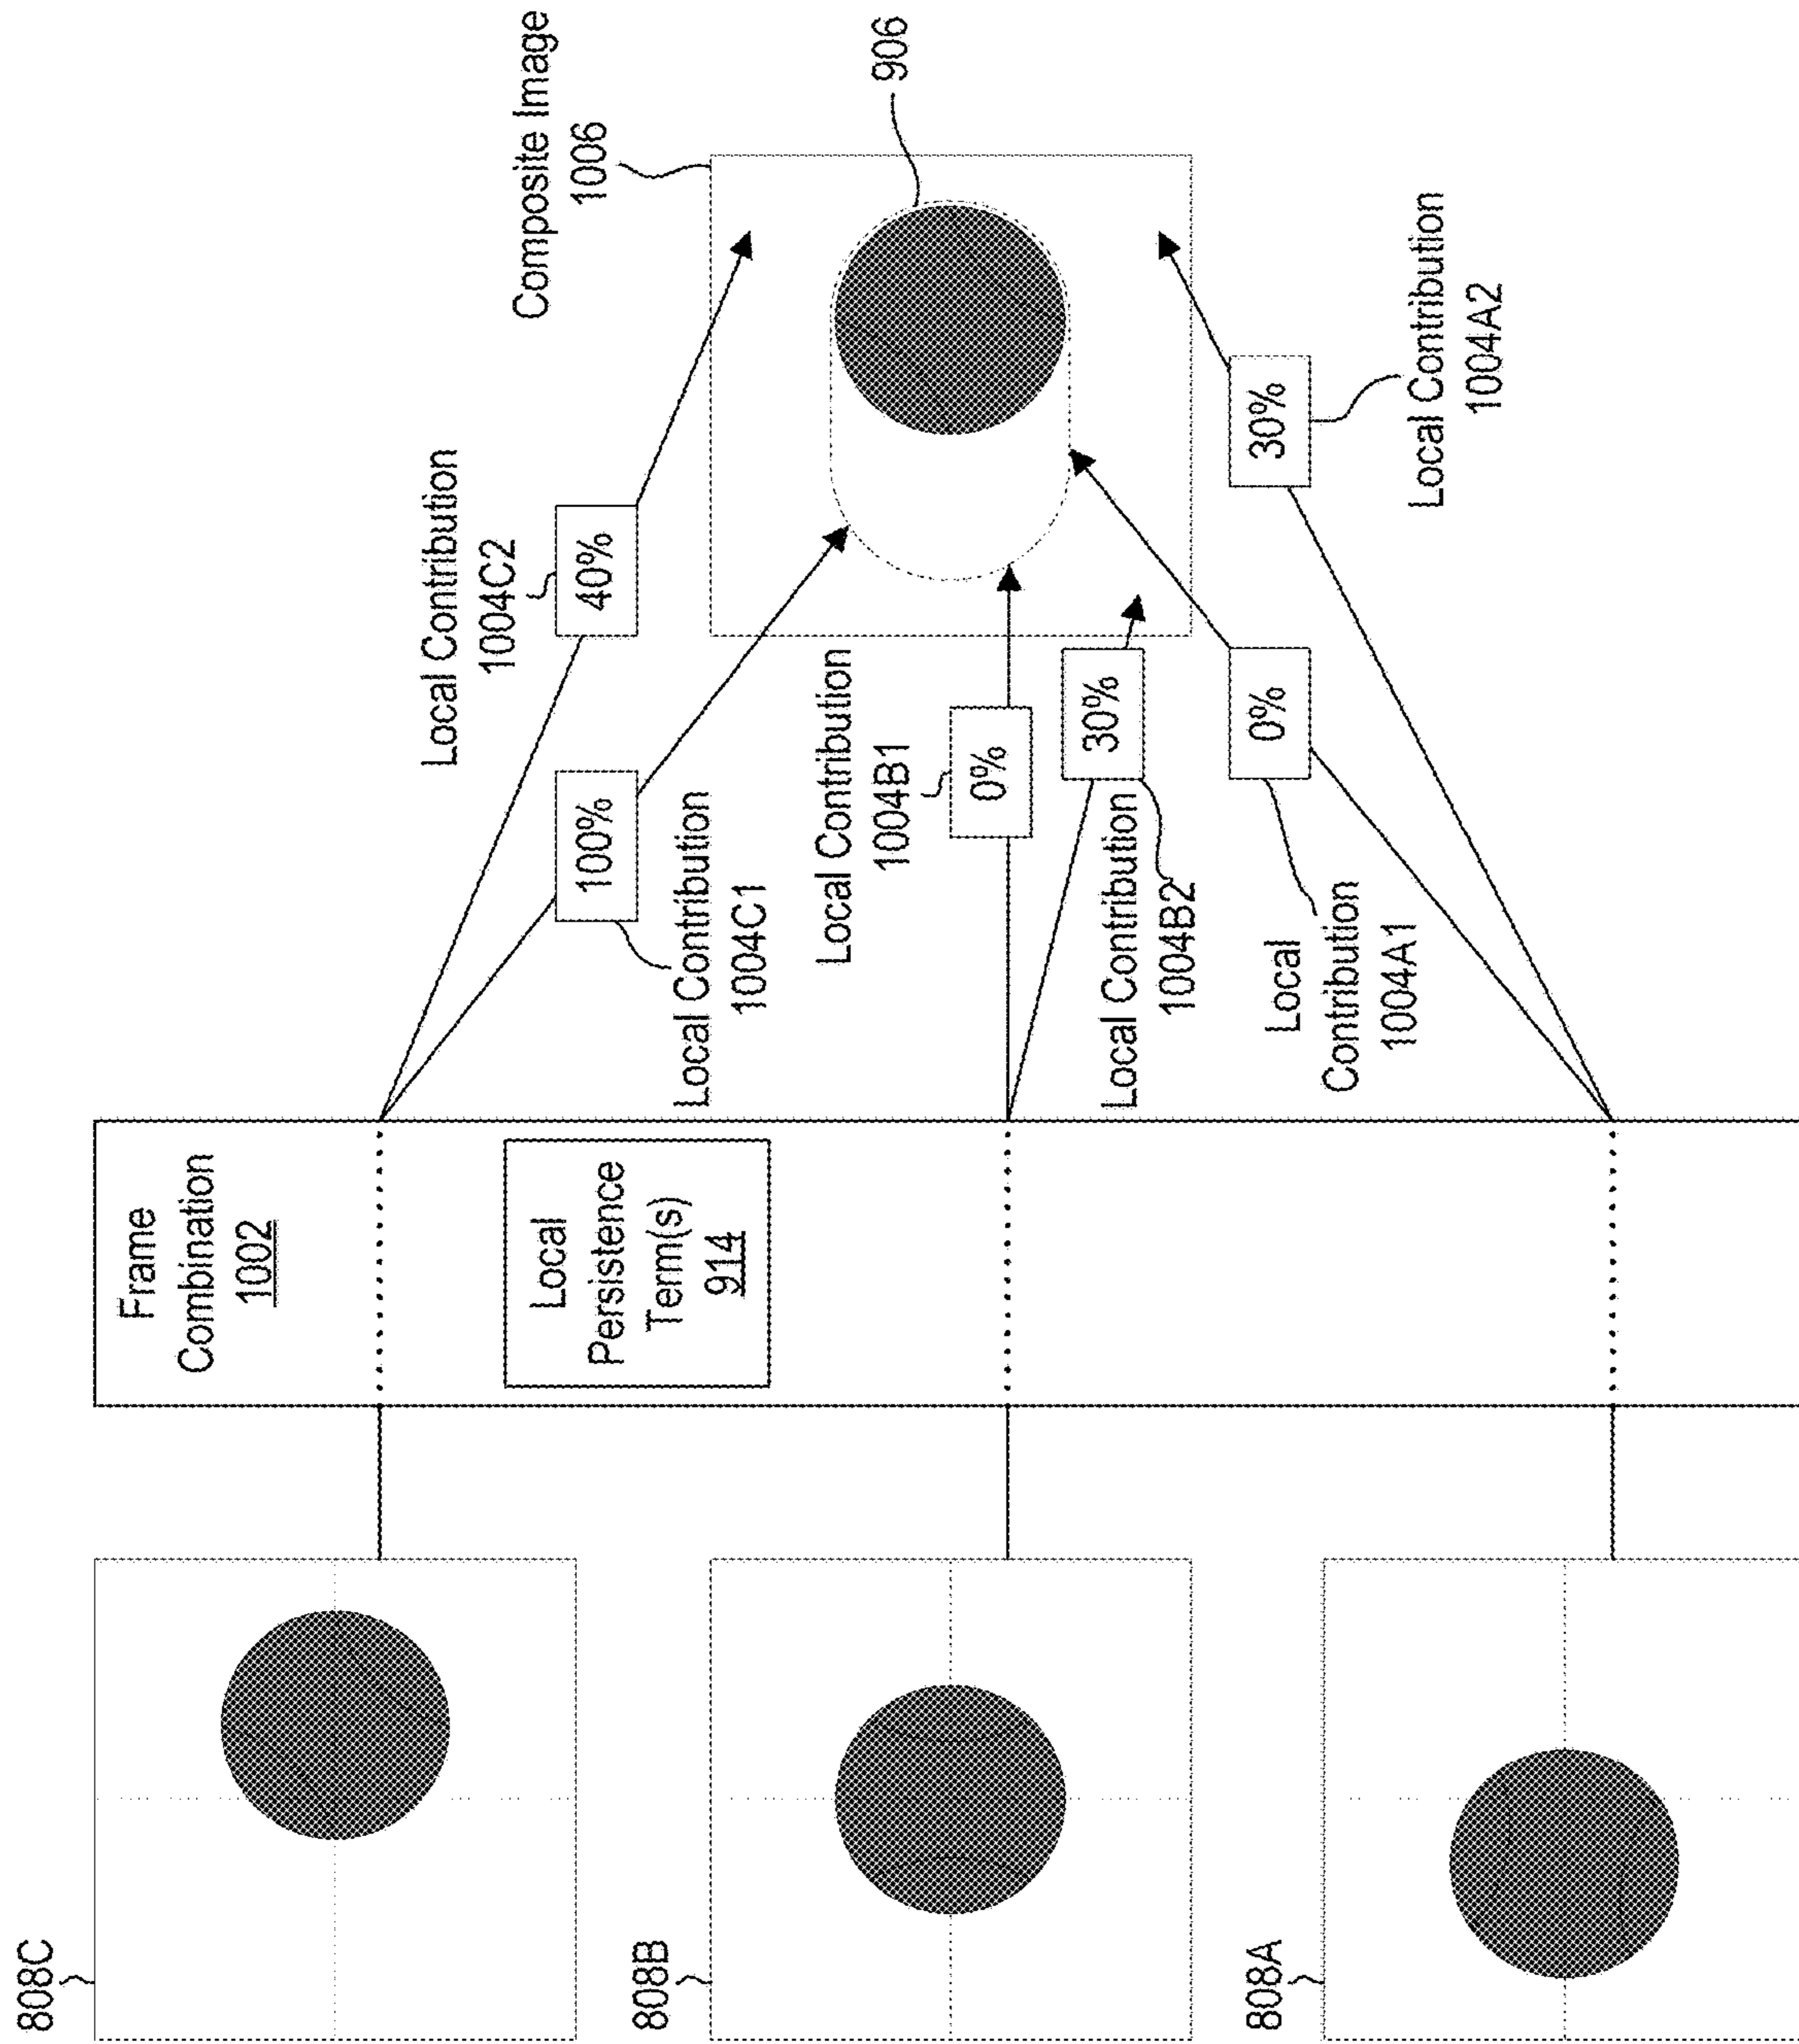 808C
808B
808A
Frame
Combination
1002
Local
Persistence
Term(s)
914
Local Contribution
1004C2
40%
100%
Local Contribution
1004C1
Local Contribution
1004B1
0%
30%
Local Contribution
1004B2
0%
Local
Contribution
1004A1
30%
Local Contribution
1004A2
Composite Image
1006
906